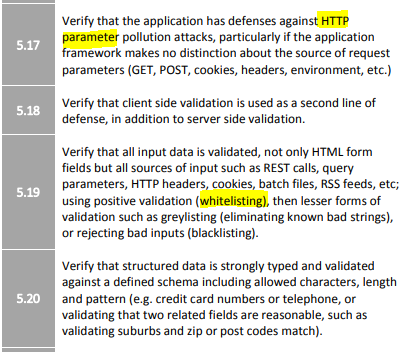 5.17
Verify that the application has defenses against HTTP
parameter pollution attacks, particularly if the application
framework makes no distinction about the source of request
parameters (GET, POST, cookies, headers, environment, etc.)
5.18
Verify that client side validation is used as a second line of
defense, in addition to server side validation.
5.19
Verify that all input data is validated, not only HTML form
fields but all sources of input such as REST calls, query
parameters, HTTP headers, cookies, batch files, RSS feeds, etc;
using positive validation (whitelisting), then lesser forms of
validation such as greylisting (eliminating known bad strings),
or rejecting bad inputs (blacklisting).
5.20
Verify that structured data is strongly typed and validated
against a defined schema including allowed characters, length
and pattern (e.g. credit card numbers or telephone, or
validating that two related fields are reasonable, such as
validating suburbs and zip or post codes match).